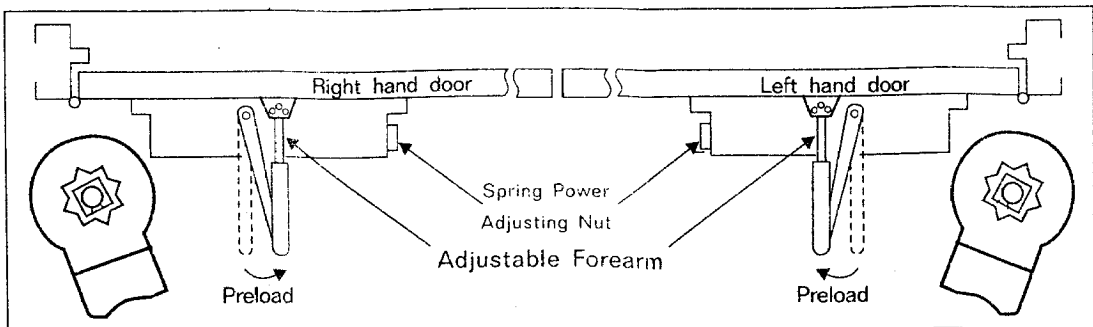 Right hand door
Left hand door
Spring Power
Adjusting Nut
Adjustable Forearm
Preload
Preload